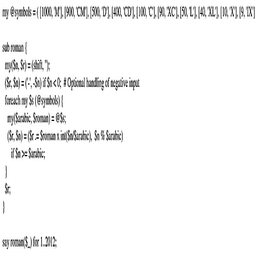 my @symbols = ( [1000, 'M'], [900, 'CM'], [500, 'D'], [400, 'CD'], [100, 'C'], [90, 'XC'], [50, 'L'], [40, 'XL'], [10, 'X'], [9, 'IX']
sub roman {
my($n, $r) = (shift, '');
($r, $n) = ('-', -$n) if $n < 0; # Optional handling of negative input
foreach my $s (@symbols) {
my($arabic, $roman) = @$s;
($r, $n) = ($r .= $roman x int($n/$arabic), $n % $arabic)
if $n >= $arabic;
}
$r;
}
say roman($_) for 1..2012;